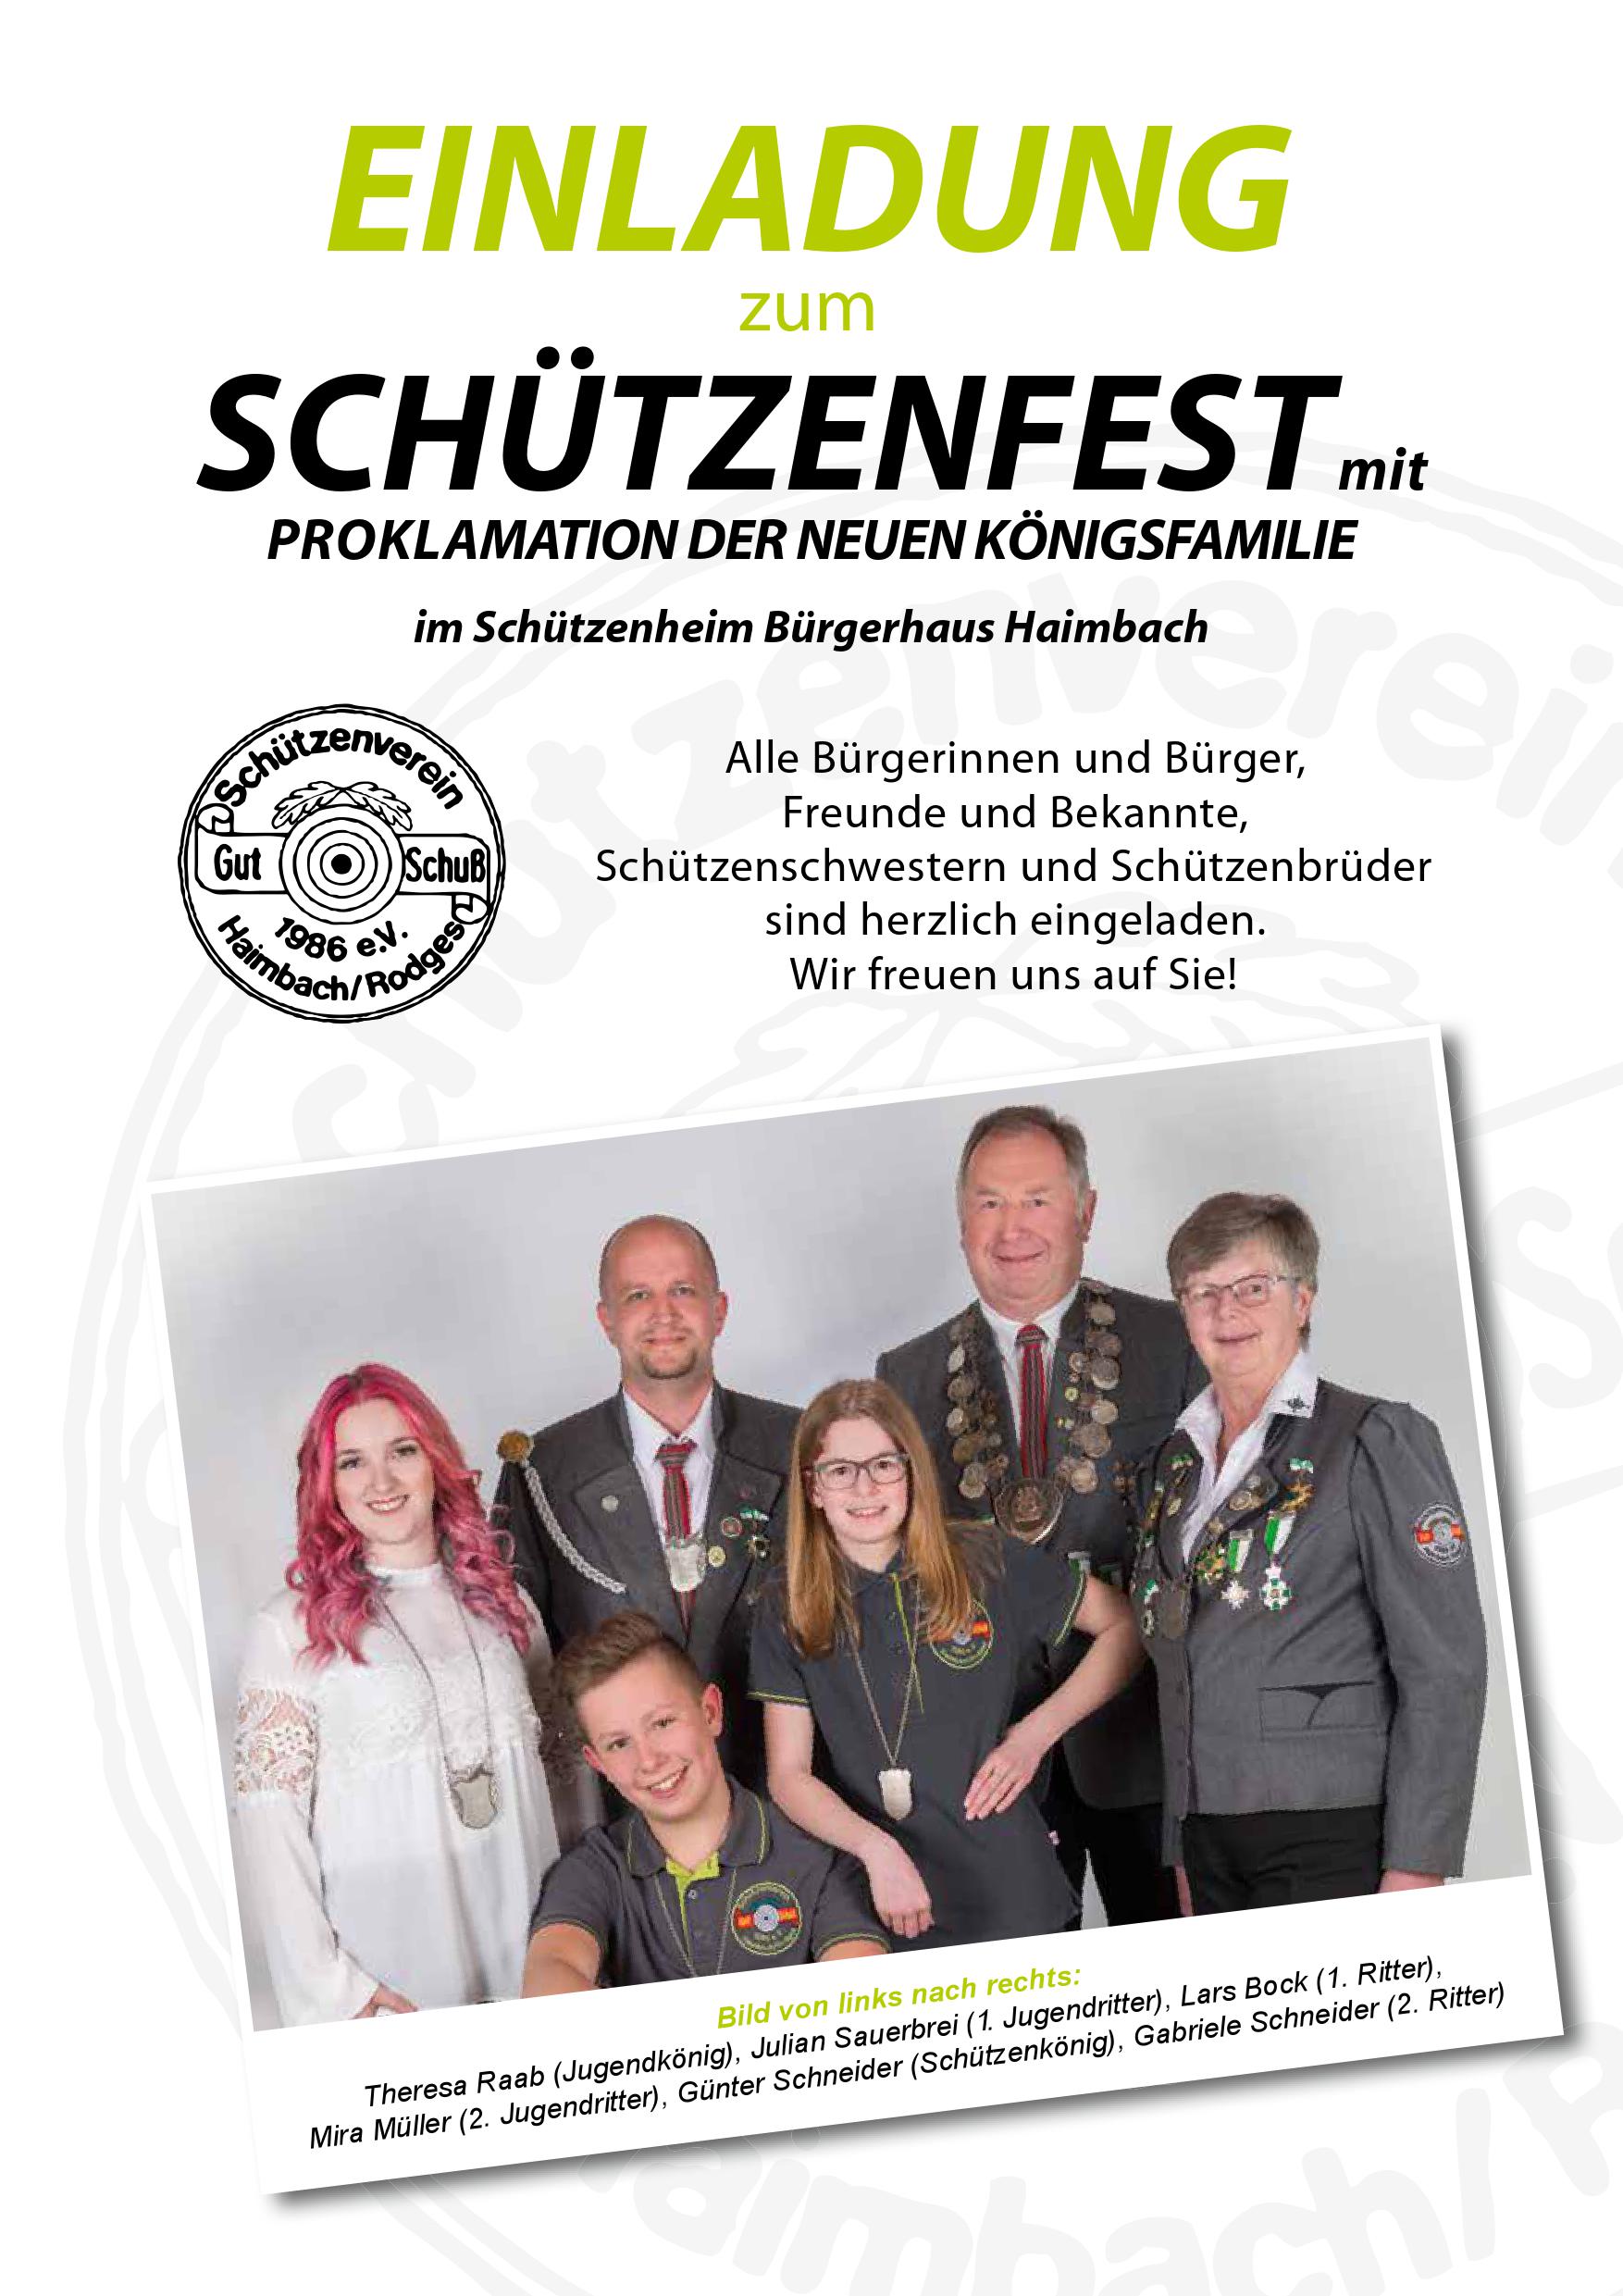 EINLADUNG
zum
SCHÜTZENFEST mit
PROKLAMATION DER NEUEN KÖNIGSFAMILIE
im Schützenheim Bürgerhaus Haimbach
Schützenverein
Gut Schuß
1986 e.V.
Haimbach/Rodges
Alle Bürgerinnen und Bürger,
Freunde und Bekannte,
Schützenschwestern und Schützenbrüder
sind herzlich eingeladen.
Wir freuen uns auf Sie!
Bild von links nach rechts:
Theresa Raab (Jugendkönig), Julian Sauerbrei (1. Jugendritter), Lars Bock (1. Ritter),
Mira Müller (2. Jugendritter), Günter Schneider (Schützenkönig), Gabriele Schneider (2. Ritter)